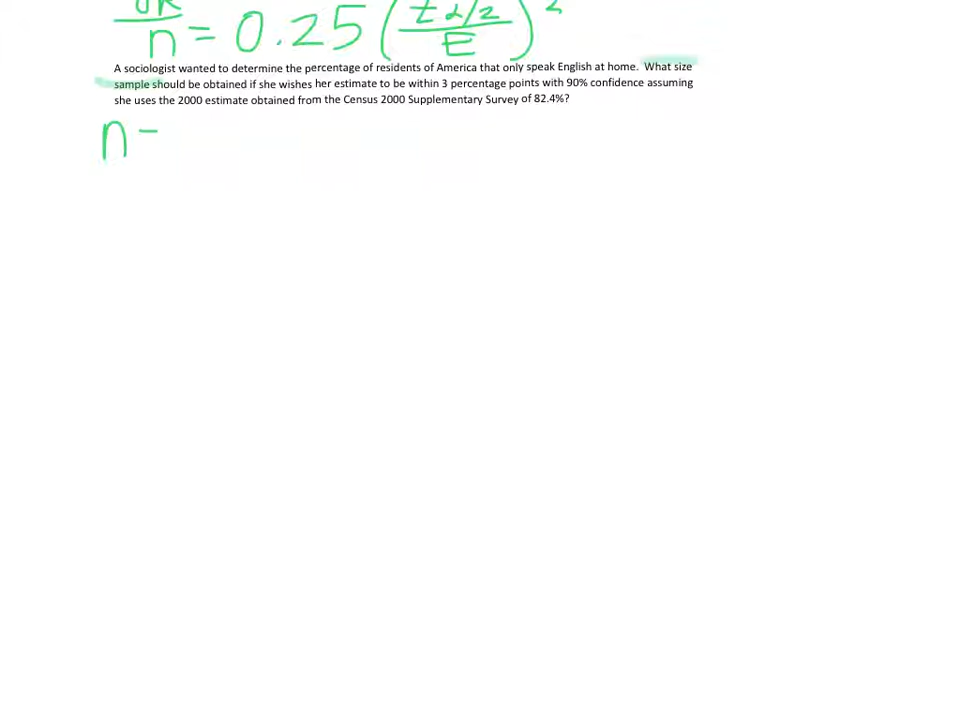 OR
n = 0.25 ( zα/2 / E )²
A sociologist wanted to determine the percentage of residents of America that only speak English at home. What size
sample should be obtained if she wishes her estimate to be within 3 percentage points with 90% confidence assuming
she uses the 2000 estimate obtained from the Census 2000 Supplementary Survey of 82.4%?
n =